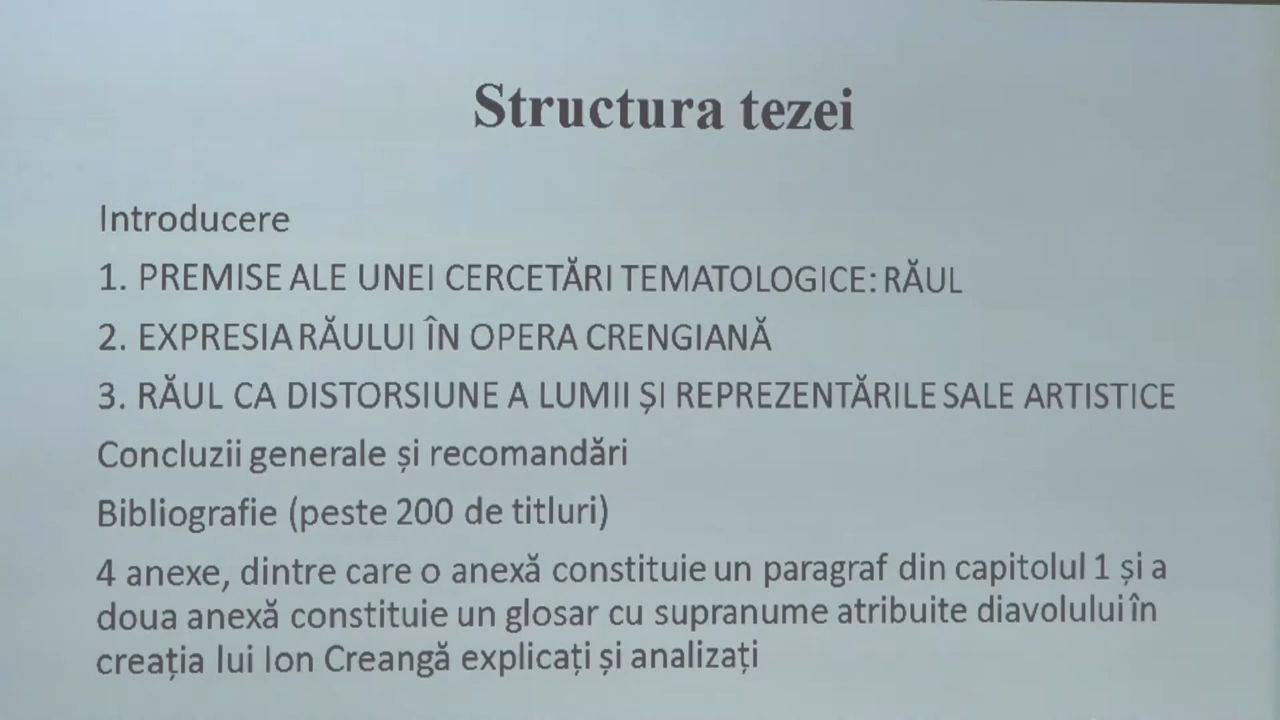 Structura tezei
Introducere
1. PREMISE ALE UNEI CERCETĂRI TEMATOLOGICE: RĂUL
2. EXPRESIA RĂULUI ÎN OPERA CRENGIANĂ
3. RĂUL CA DISTORSIUNE A LUMII ȘI REPREZENTĂRILE SALE ARTISTICE
Concluzii generale și recomandări
Bibliografie (peste 200 de titluri)
4 anexe, dintre care o anexă constituie un paragraf din capitolul 1 și a
doua anexă constituie un glosar cu supranume atribuite diavolului în
creația lui Ion Creangă explicați și analizați